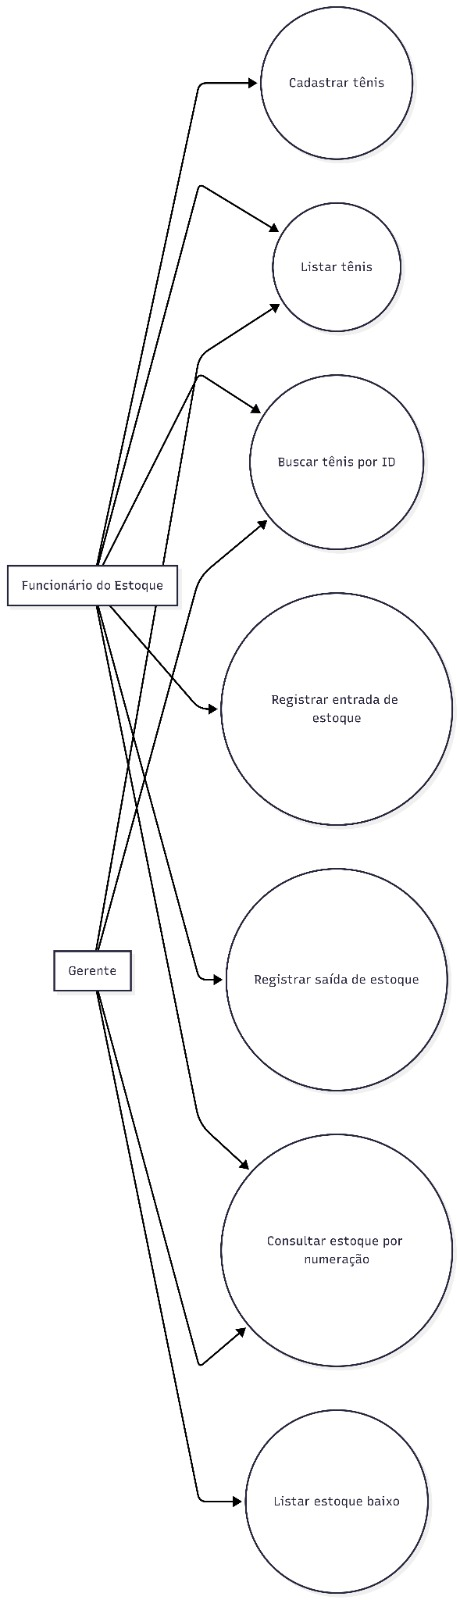 Cadastrar tênis
Listar tênis
Buscar tênis por ID
Funcionário do Estoque
Registrar entrada de
estoque
Gerente
Registrar saída de estoque
Consultar estoque por
numeração
Listar estoque baixo